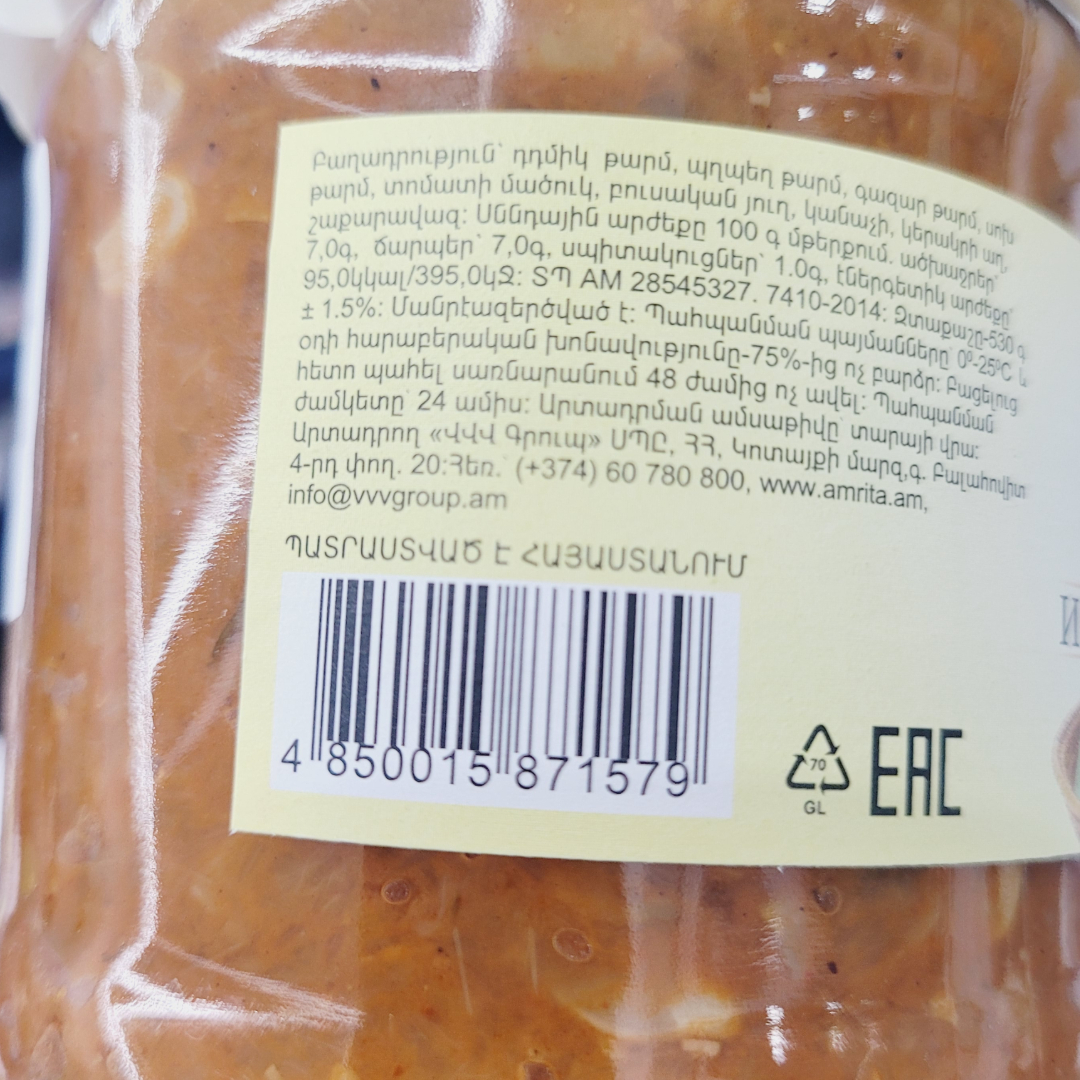 Բաղադրություն՝ դդմիկ թարմ, պղպեղ թարմ, գազար թարմ, սոխ
թարմ, տոմատի մածուկ, բուսական յուղ, կանաչի, կերակրի աղ,
շաքարավազ: Սննդային արժեքը 100 գ մթերքում. ածխաջրեր՝
7,0գ, ճարպեր՝ 7,0գ, սպիտակուցներ՝ 1.0գ, էներգետիկ արժեքը՝
95,0կկալ/395,0կՋ: ՏՊ AM 28545327. 7410-2014: Զտաքաշը-530 գ
± 1.5%: Մանրէազերծված է: Պահպանման պայմանները՝ 0⁰-25⁰C և
օդի հարաբերական խոնավությունը-75%-ից ոչ բարձր: Բացելուց
հետո պահել սառնարանում 48 ժամից ոչ ավել: Պահպանման
ժամկետը՝ 24 ամիս: Արտադրման ամսաթիվը՝ տարայի վրա:
Արտադրող «ՎՎՎ Գրուպ» ՍՊԸ, ՀՀ, Կոտայքի մարզ,գ. Բալահովիտ
4-րդ փող. 20:Հեռ.՝ (+374) 60 780 800, www.amrita.am,
info@vvvgroup.am
ՊԱՏՐԱՍՏՎԱԾ Է ՀԱՅԱՍՏԱՆՈՒՄ
4 850015 871579
70
GL
EAC